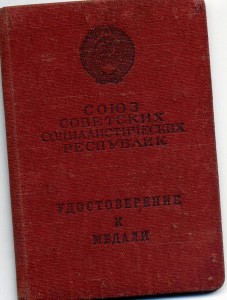 СОЮЗ
СОВЕТСКИХ
СОЦИАЛИСТИЧЕСКИХ
РЕСПУБЛИК
УДОСТОВЕРЕНИЕ
К
МЕДАЛИ